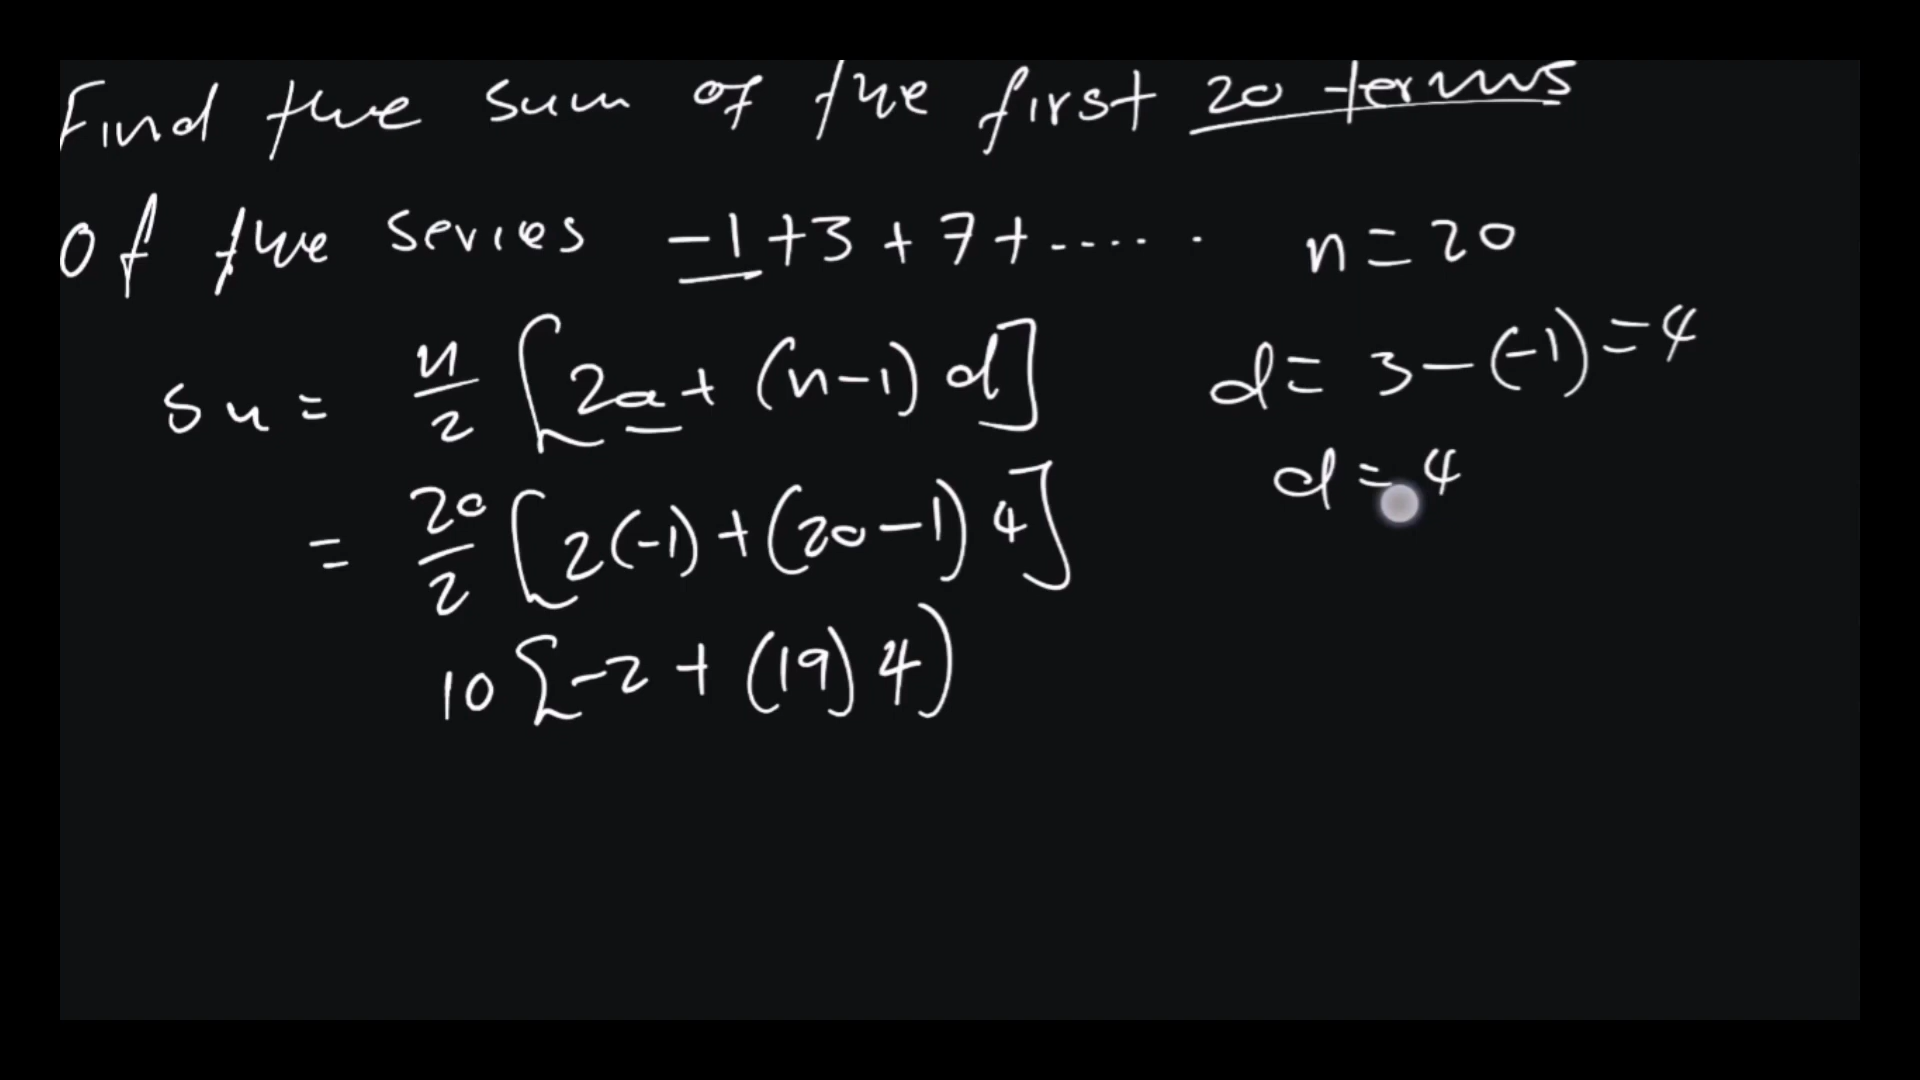 Find the sum of the first 20 terms
Of the series -1+3+7+..... n=20
Sn = n/2 [2a+(n-1)d] d= 3-(-1)=4
d=4
= 20/2 [2(-1)+(20-1)4]
10[-2+(19)4)